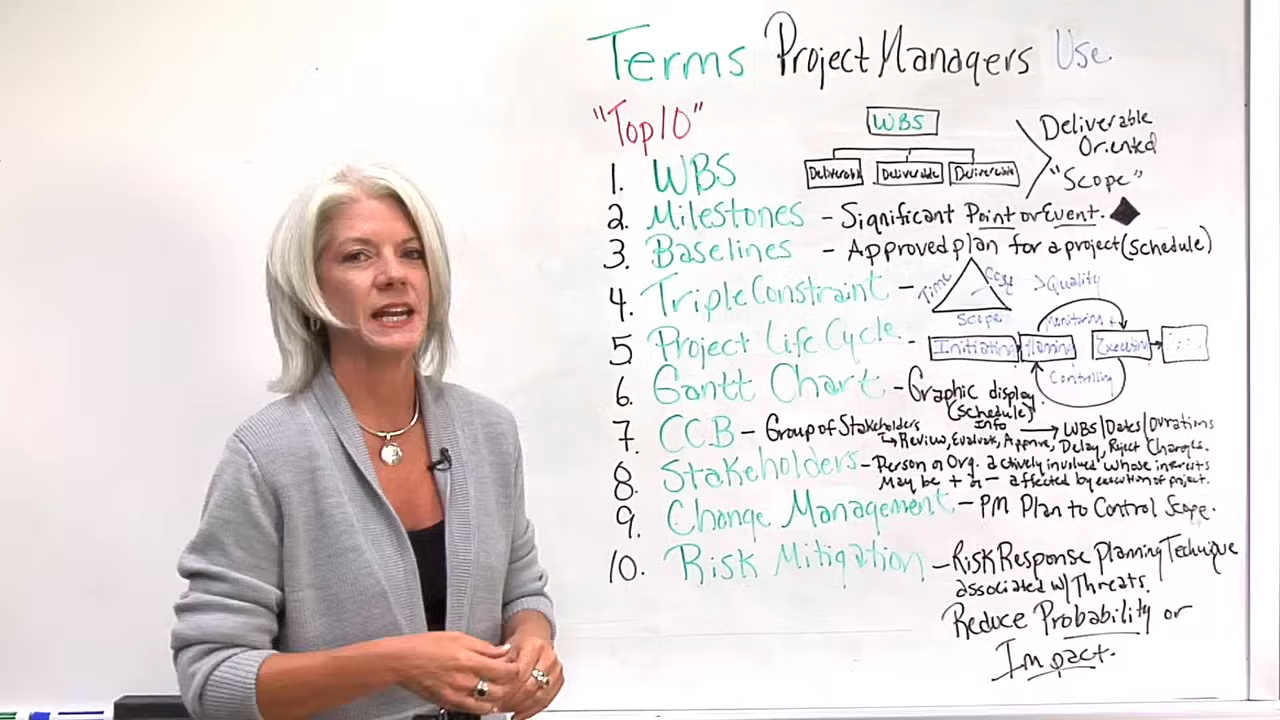 Terms Project Managers Use
"Top 10"
WBS
Deliverable Deliverable Deliverable
Deliverable
Oriented
"Scope"
1. WBS
2. Milestones – Significant Point or Event.
3. Baselines – Approved plan for a project (Schedule)
4. Triple Constraint –
Time Cost → Quality
Scope
5 Project Life Cycle –
Monitoring +
Initiating Planning Executing
Controlling
6. Gantt Chart – Graphic display
(Schedule)
Info → WBS/Dates/Durations
7. CCB – Group of Stakeholders
Review, Evaluate, Approve, Delay, Reject Changes.
8. Stakeholders – Person or Org. actively involved whose interests
May be + or – affected by execution of project.
9. Change Management – PM Plan to Control Scope.
10. Risk Mitigation – Risk Response Planning Technique
associated w/ Threats.
Reduce Probability or
Impact.